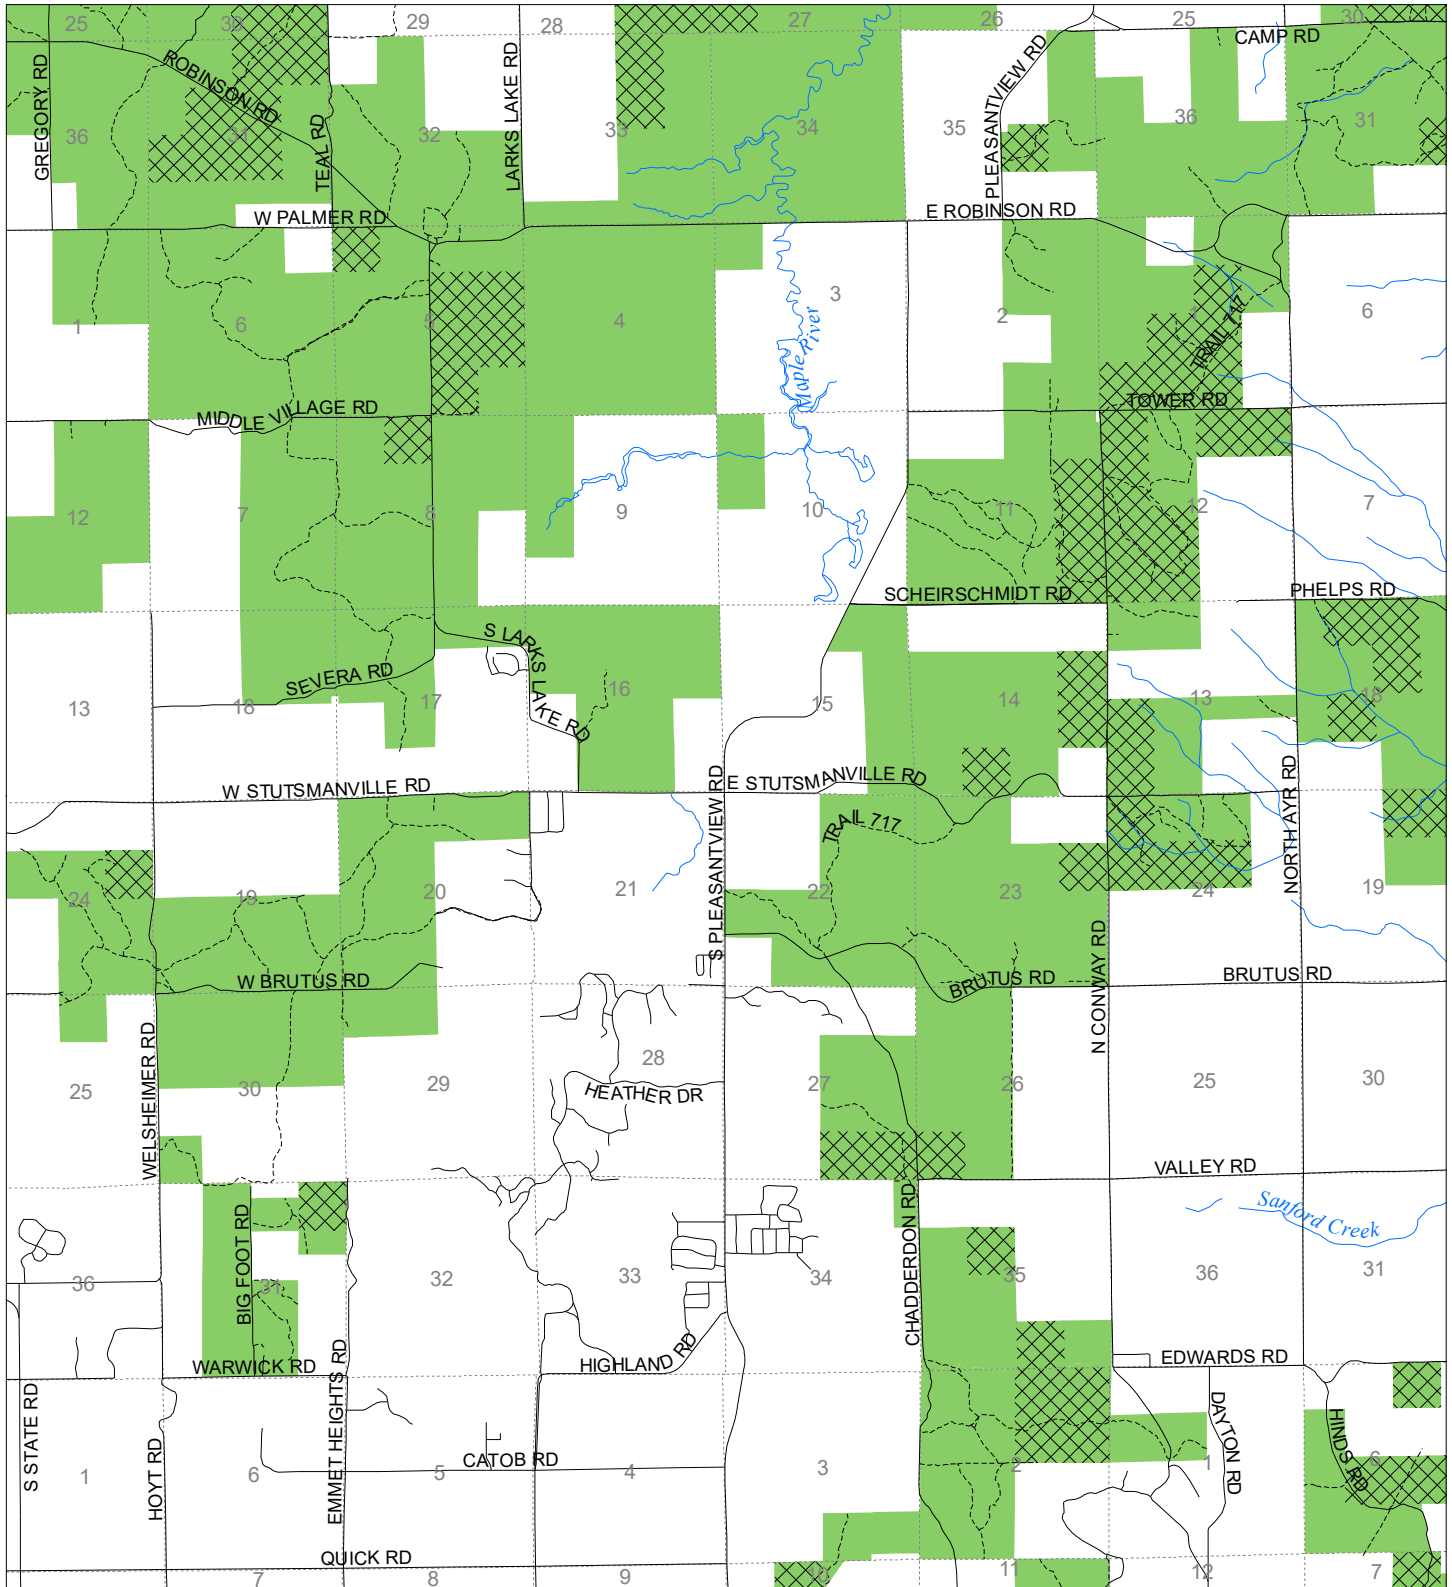 25
30
29
28
27
26
25
30
ROBINSON RD
GREGORY RD
LARKS LAKE RD
PLEASANTVIEW RD
CAMP RD
36
31
TEAL RD
32
33
34
35
36
31
W PALMER RD
E ROBINSON RD
1
6
5
4
3
Maple River
2
1
TRAIL 717
6
MIDDLE VILLAGE RD
TOWER RD
12
7
8
9
10
11
12
7
SCHEIRSCHMIDT RD
PHELPS RD
S LARKS LAKE RD
SEVERA RD
13
18
17
16
15
14
13
18
W STUTSMANVILLE RD
E STUTSMANVILLE RD
S PLEASANTVIEW RD
NORTH AYR RD
TRAIL 717
24
19
20
21
22
23
24
19
W BRUTUS RD
BRUTUS RD
BRUTUS RD
N CONWAY RD
WELSHEIMER RD
25
30
29
28
27
26
25
30
HEATHER DR
VALLEY RD
Sanford Creek
BIG FOOT RD
CHADDERDON RD
36
31
32
33
34
35
36
31
WARWICK RD
HIGHLAND RD
EDWARDS RD
S STATE RD
HOYT RD
EMMET HEIGHTS RD
DAYTON RD
HINDS RD
CATOB RD
1
6
5
4
3
2
1
6
QUICK RD
7
8
9
10
11
12
7